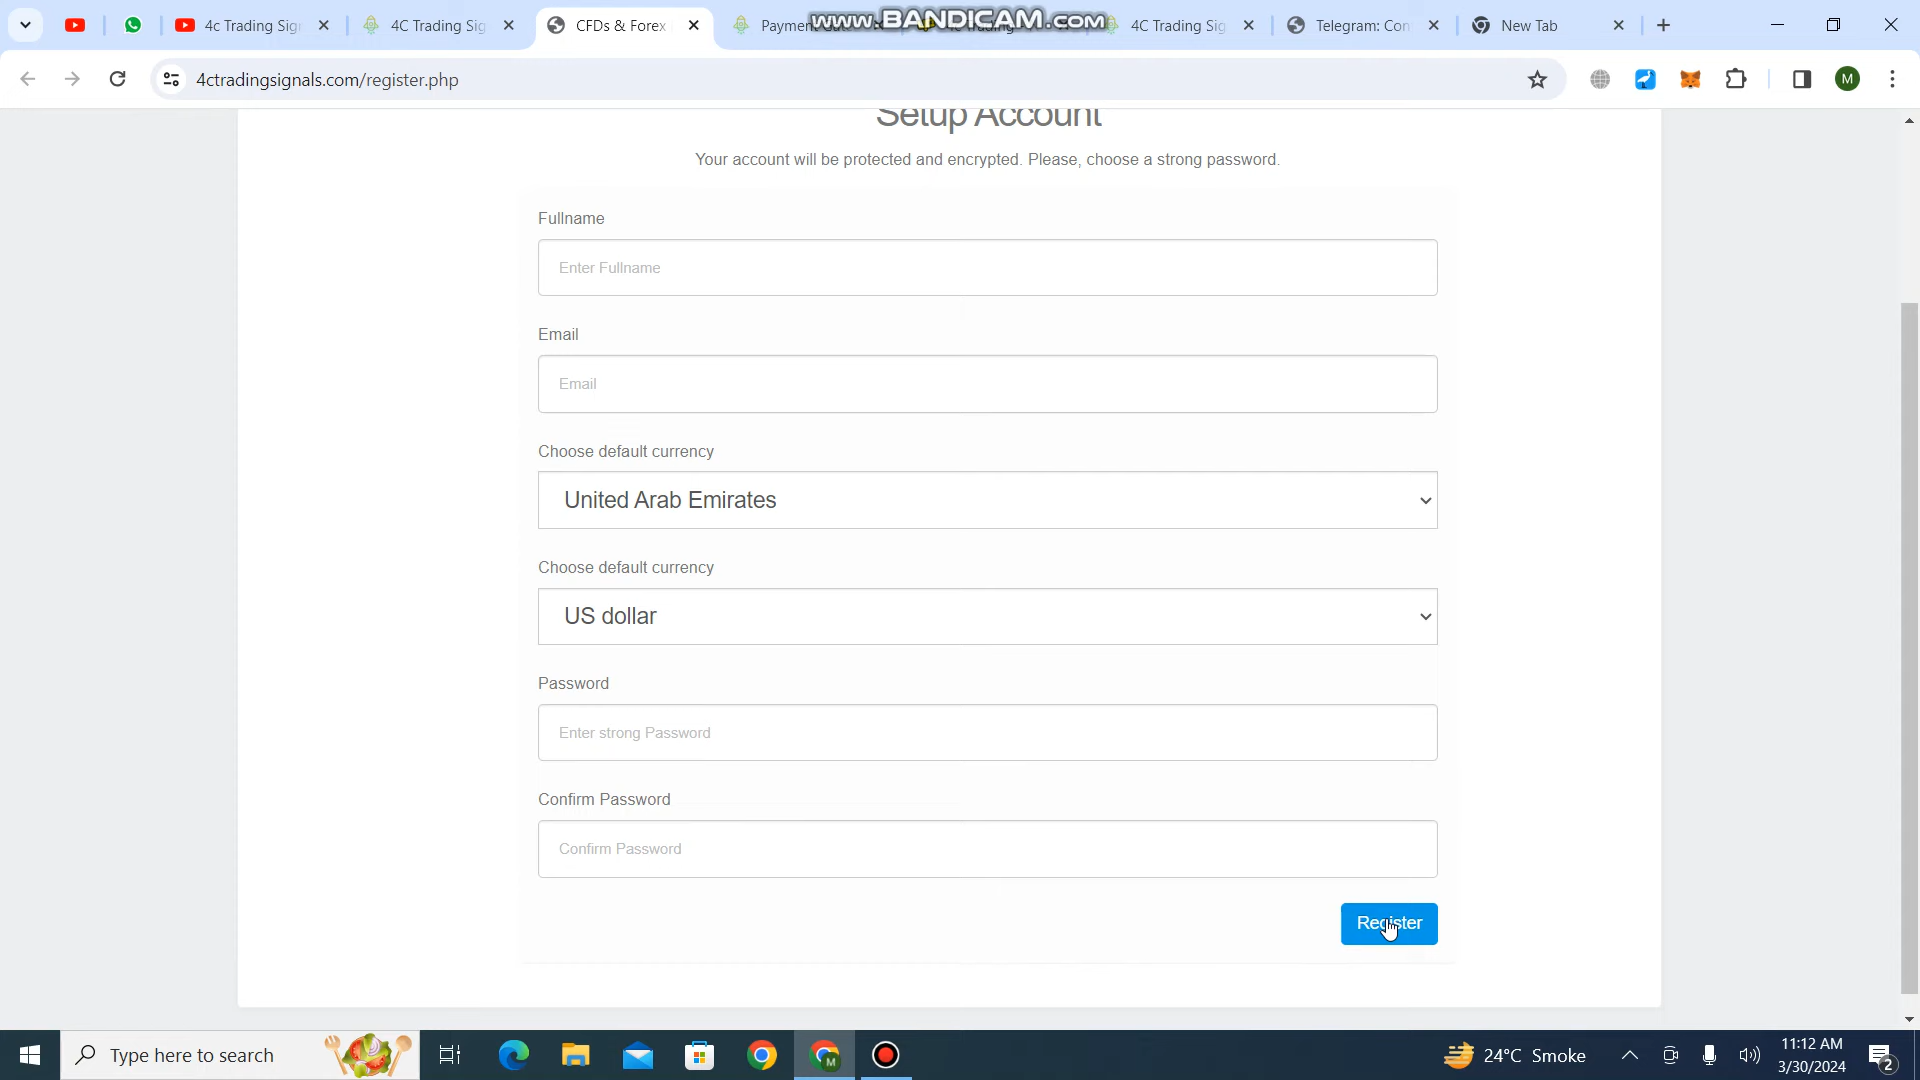 4c Trading Sig
4C Trading Sig
CFDs & Forex
Payment
www.BANDICAM.com
4C Trading Sig
Telegram: Con
New Tab
4ctradingsignals.com/register.php
M
Setup Account
Your account will be protected and encrypted. Please, choose a strong password.
Fullname
Enter Fullname
Email
Email
Choose default currency
United Arab Emirates
Choose default currency
US dollar
Password
Enter strong Password
Confirm Password
Confirm Password
Register
Type here to search
M
24°C Smoke
11:12 AM
3/30/2024
2